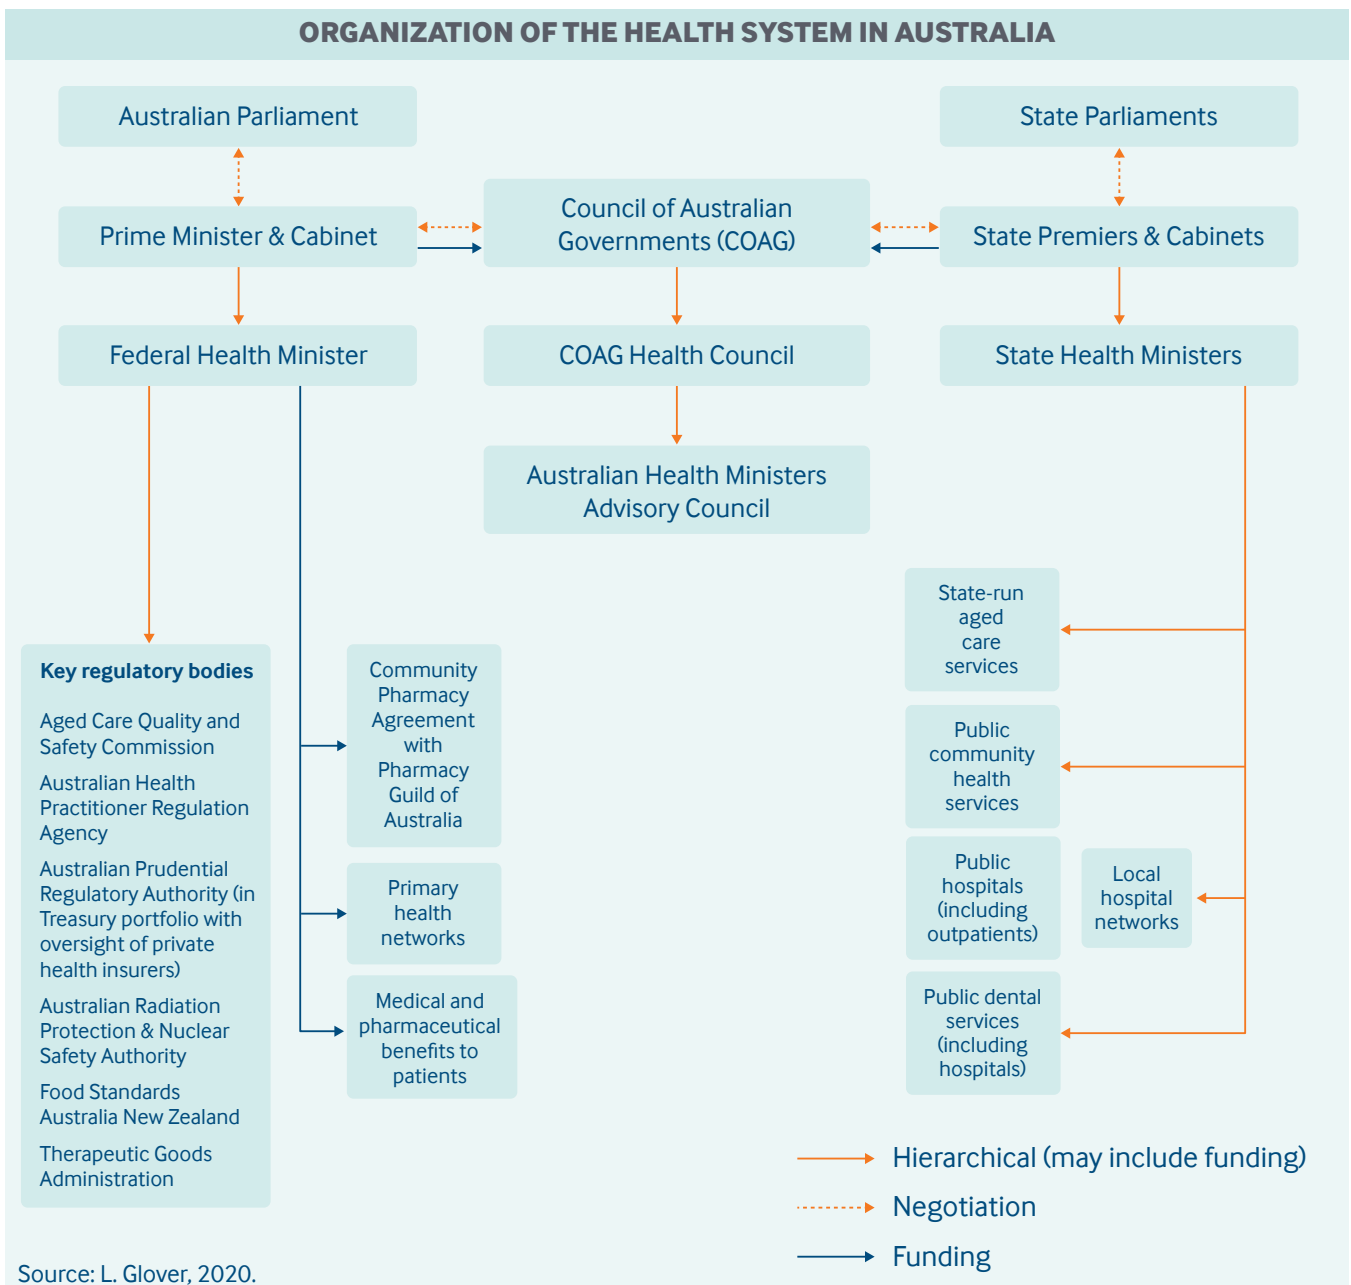 ORGANIZATION OF THE HEALTH SYSTEM IN AUSTRALIA
Australian Parliament
State Parliaments
Prime Minister & Cabinet
Council of Australian
Governments (COAG)
State Premiers & Cabinets
Federal Health Minister
COAG Health Council
State Health Ministers
Australian Health Ministers
Advisory Council
Key regulatory bodies
Aged Care Quality and
Safety Commission
Australian Health
Practitioner Regulation
Agency
Australian Prudential
Regulatory Authority (in
Treasury portfolio with
oversight of private
health insurers)
Australian Radiation
Protection & Nuclear
Safety Authority
Food Standards
Australia New Zealand
Therapeutic Goods
Administration
Community
Pharmacy
Agreement
with
Pharmacy
Guild of
Australia
Primary
health
networks
Medical and
pharmaceutical
benefits to
patients
State-run
aged
care
services
Public
community
health
services
Public
hospitals
(including
outpatients)
Local
hospital
networks
Public dental
services
(including
hospitals)
Hierarchical (may include funding)
Negotiation
Funding
Source: L. Glover, 2020.